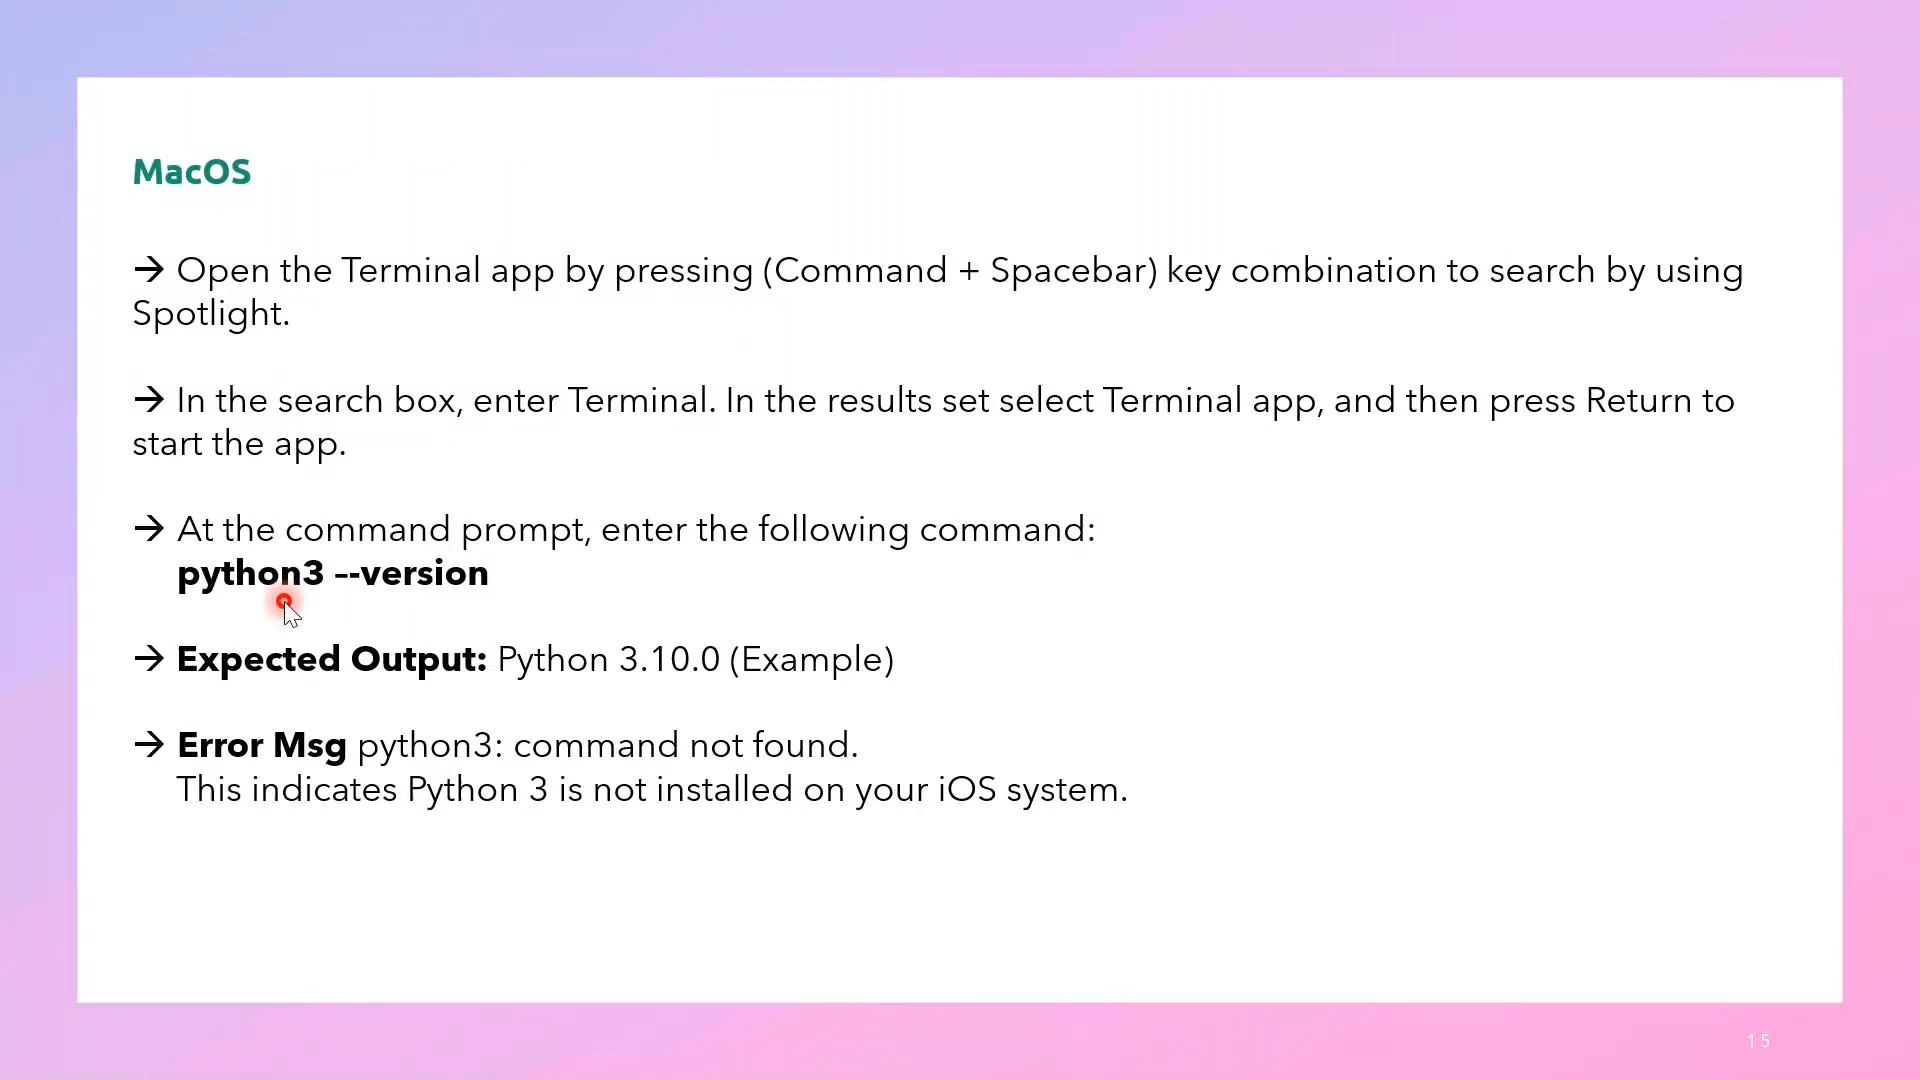 MacOS
→ Open the Terminal app by pressing (Command + Spacebar) key combination to search by using
Spotlight.
→ In the search box, enter Terminal. In the results set select Terminal app, and then press Return to
start the app.
→ At the command prompt, enter the following command:
python3 –-version
→ Expected Output: Python 3.10.0 (Example)
→ Error Msg python3: command not found.
This indicates Python 3 is not installed on your iOS system.
15